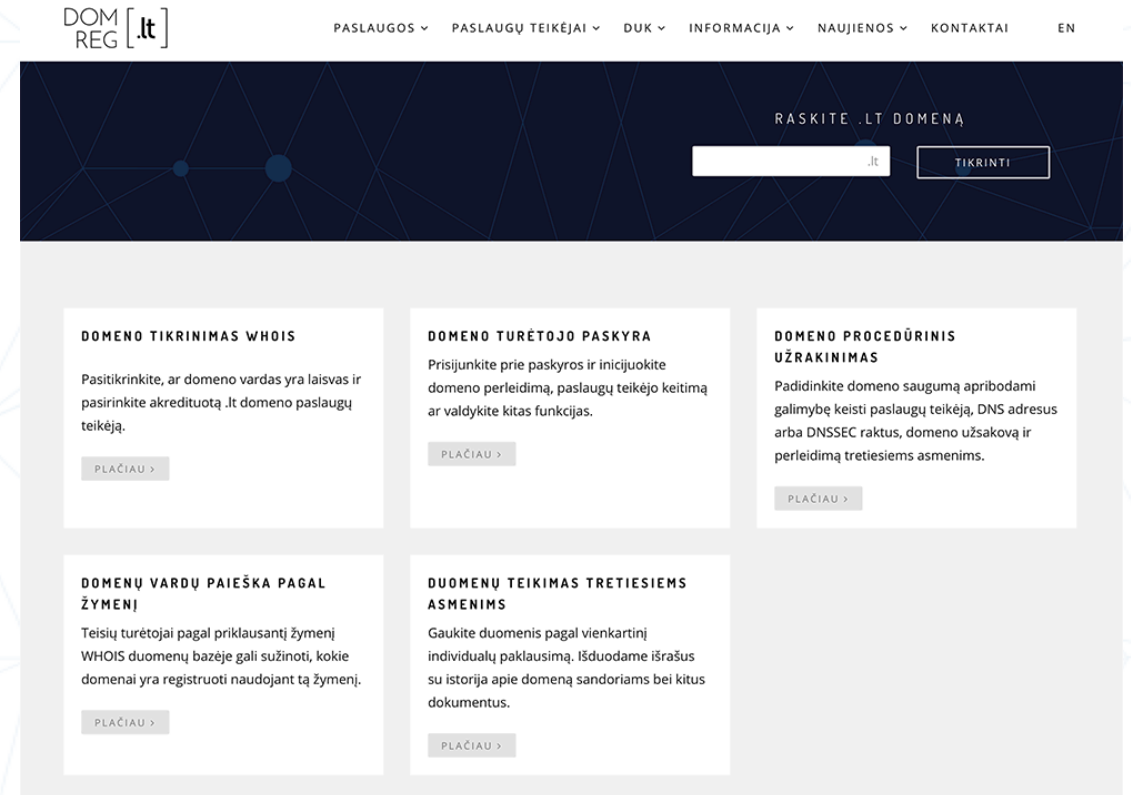 DOM
REG [.lt]
PASLAUGOS PASLAUGŲ TEIKĖJAI DUK INFORMACIJA NAUJIENOS KONTAKTAI EN
RASKITE .LT DOMENĄ
.lt TIKRINTI
DOMENO TIKRINIMAS WHOIS
Pasitikrinkite, ar domeno vardas yra laisvas ir
pasirinkite akredituotą .lt domeno paslaugų
teikėją.
PLAČIAU >
DOMENO TURĖTOJO PASKYRA
Prisijunkite prie paskyros ir inicijuokite
domeno perleidimą, paslaugų teikėjo keitimą
ar valdykite kitas funkcijas.
PLAČIAU >
DOMENO PROCEDŪRINIS
UŽRAKINIMAS
Padidinkite domeno saugumą apribodami
galimybę keisti paslaugų teikėją, DNS adresus
arba DNSSEC raktus, domeno užsakovą ir
perleidimą tretiesiems asmenims.
PLAČIAU >
DOMENŲ VARDŲ PAIEŠKA PAGAL
ŽYMENĮ
Teisių turėtojai pagal priklausantį žymenį
WHOIS duomenų bazėje gali sužinoti, kokie
domenai yra registruoti naudojant tą žymenį.
PLAČIAU >
DUOMENŲ TEIKIMAS TRETIESIEMS
ASMENIMS
Gaukite duomenis pagal vienkartinį
individualų paklausimą. Išduodame išrašus
su istorija apie domeną sandoriams bei kitus
dokumentus.
PLAČIAU >